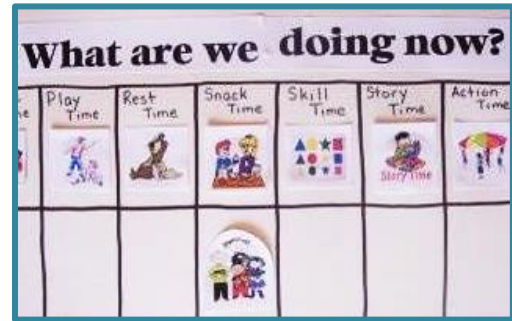 What are we doing now?
Play Time
Rest Time
Snack Time
Skill Time
Story Time
Action Time
Story Time